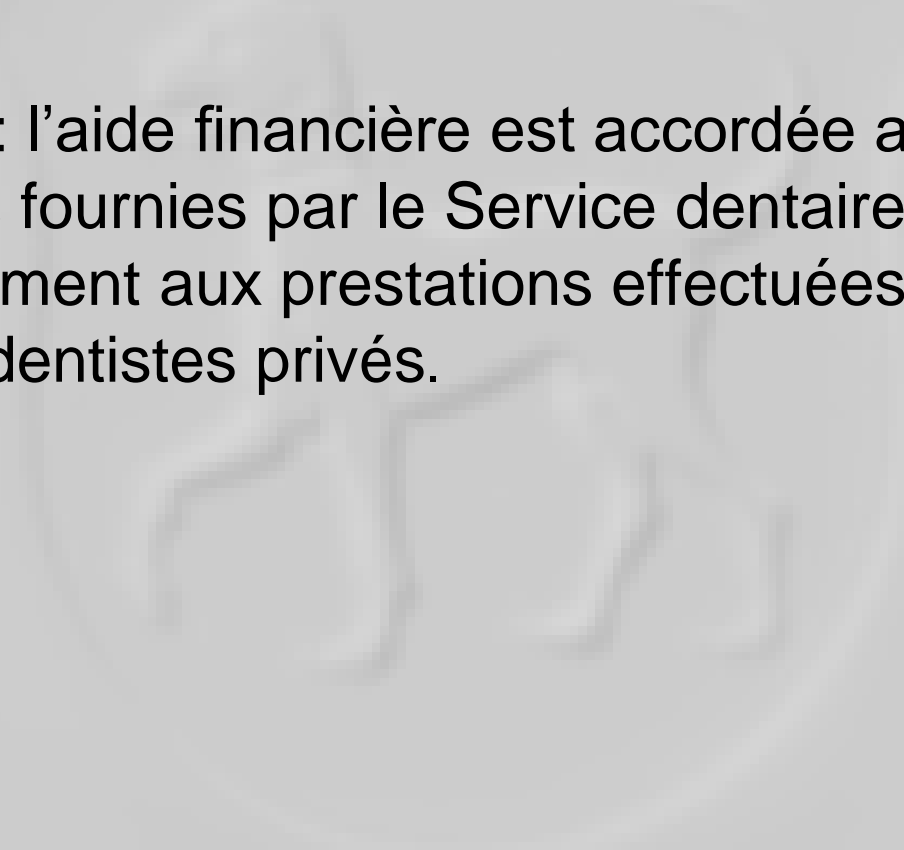 : l’aide financière est accordée a
fournies par le Service dentaire
ment aux prestations effectuées
dentistes privés.